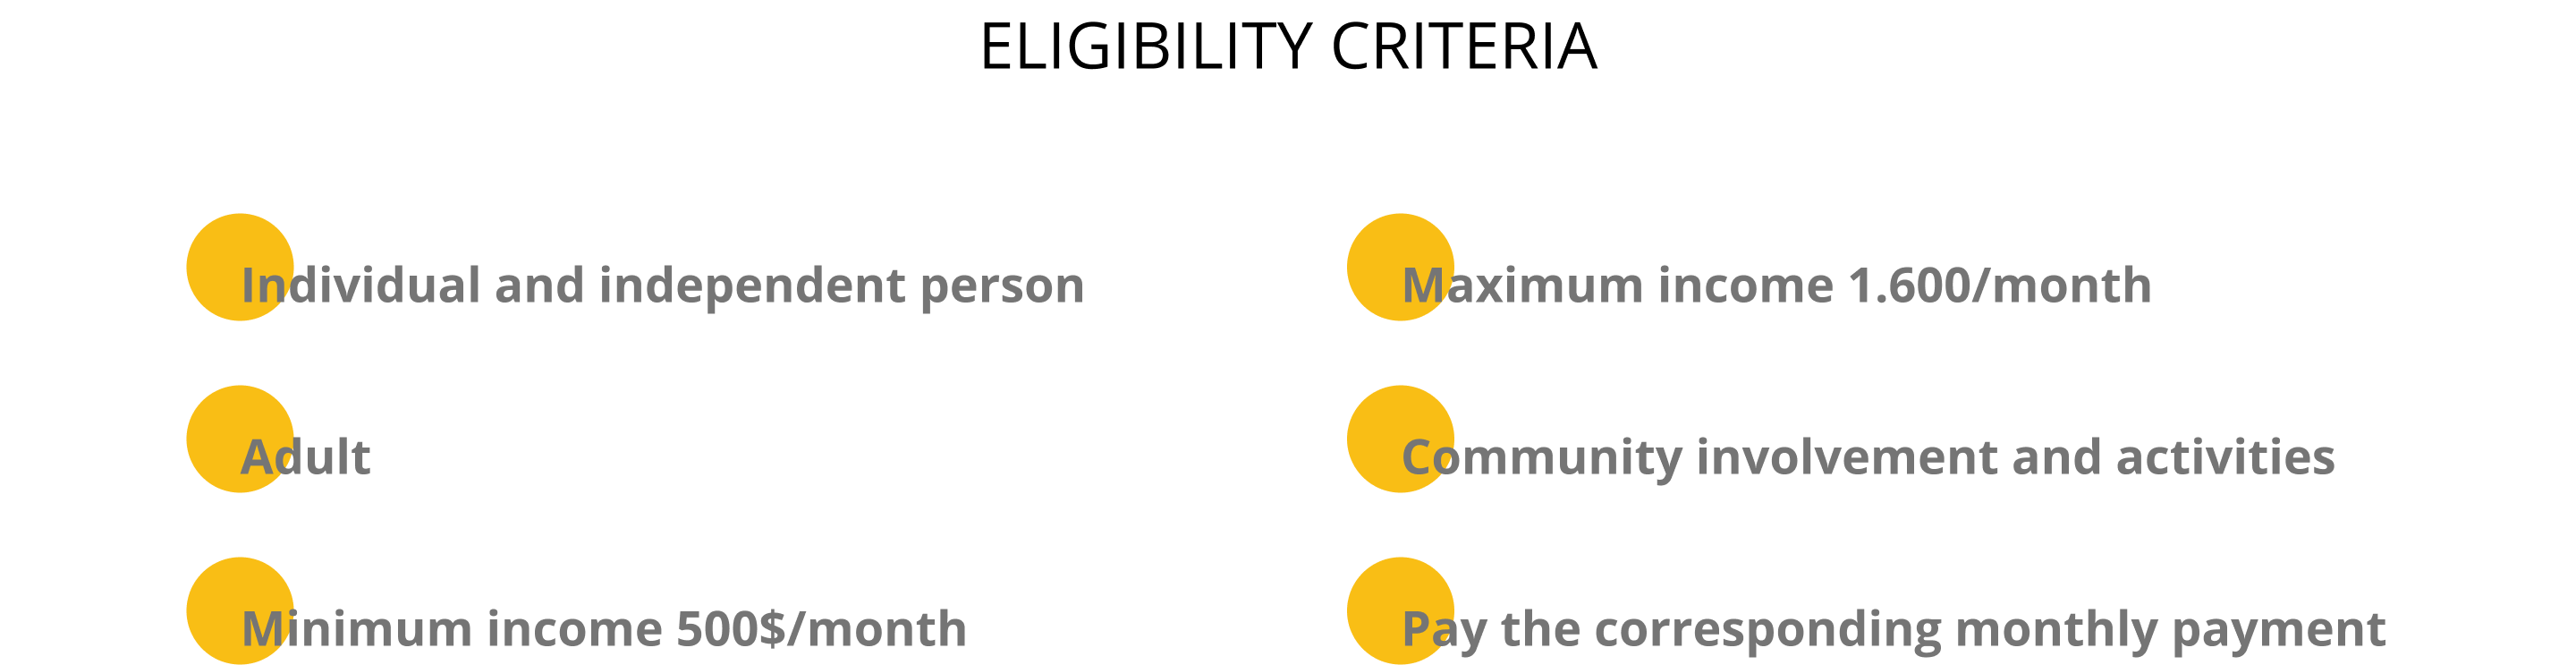 ELIGIBILITY CRITERIA
Individual and independent person
Adult
Minimum income 500$/month
Maximum income 1.600/month
Community involvement and activities
Pay the corresponding monthly payment